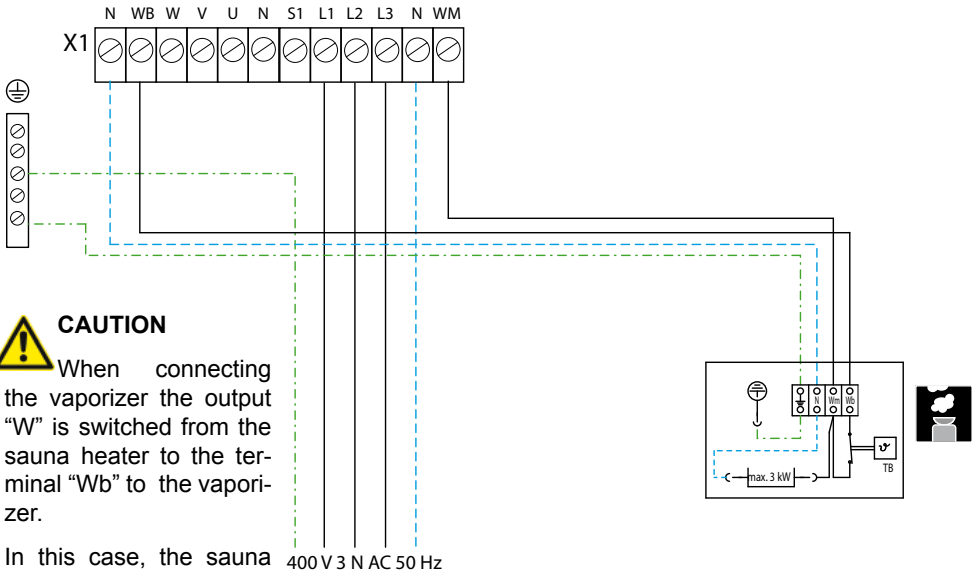 N WB W V U N S1 L1 L2 L3 N WM
X1
CAUTION
When connecting
the vaporizer the output
“W” is switched from the
sauna heater to the ter-
minal “Wb” to the vapori-
zer.
In this case, the sauna
400 V 3 N AC 50 Hz
N Wm Wb
ϑ
TB
max. 3 kW